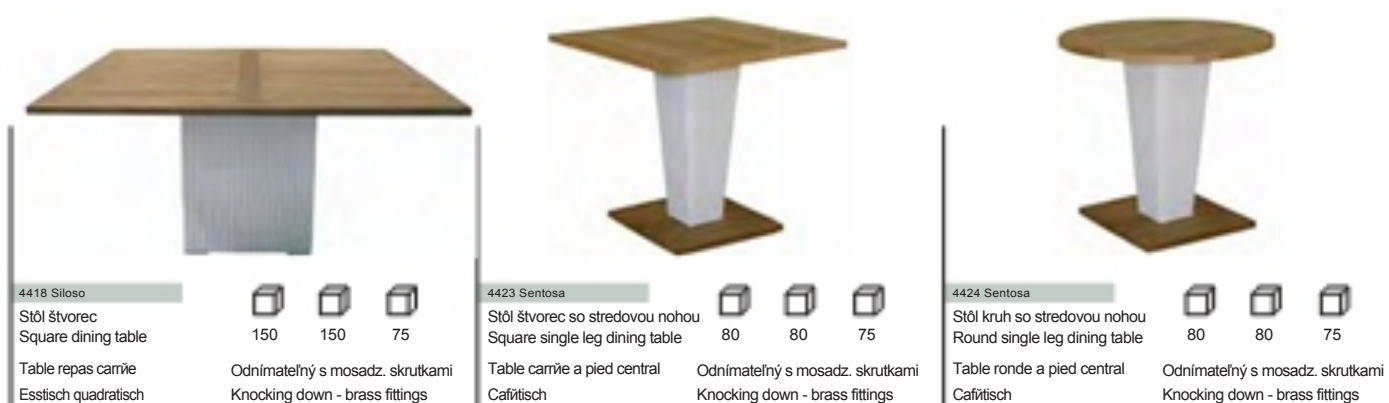 4418 Siloso
Stôl štvorec
Square dining table
150 150 75
Table repas carrґe
Odnímateľný s mosadz. skrutkami
Esstisch quadratisch
Knocking down - brass fittings
4423 Sentosa
Stôl štvorec so stredovou nohou
Square single leg dining table
80 80 75
Table carrґe a pied central
Odnímateľný s mosadz. skrutkami
Cafйtisch
Knocking down - brass fittings
4424 Sentosa
Stôl kruh so stredovou nohou
Round single leg dining table
80 80 75
Table ronde a pied central
Odnímateľný s mosadz. skrutkami
Cafйtisch
Knocking down - brass fittings